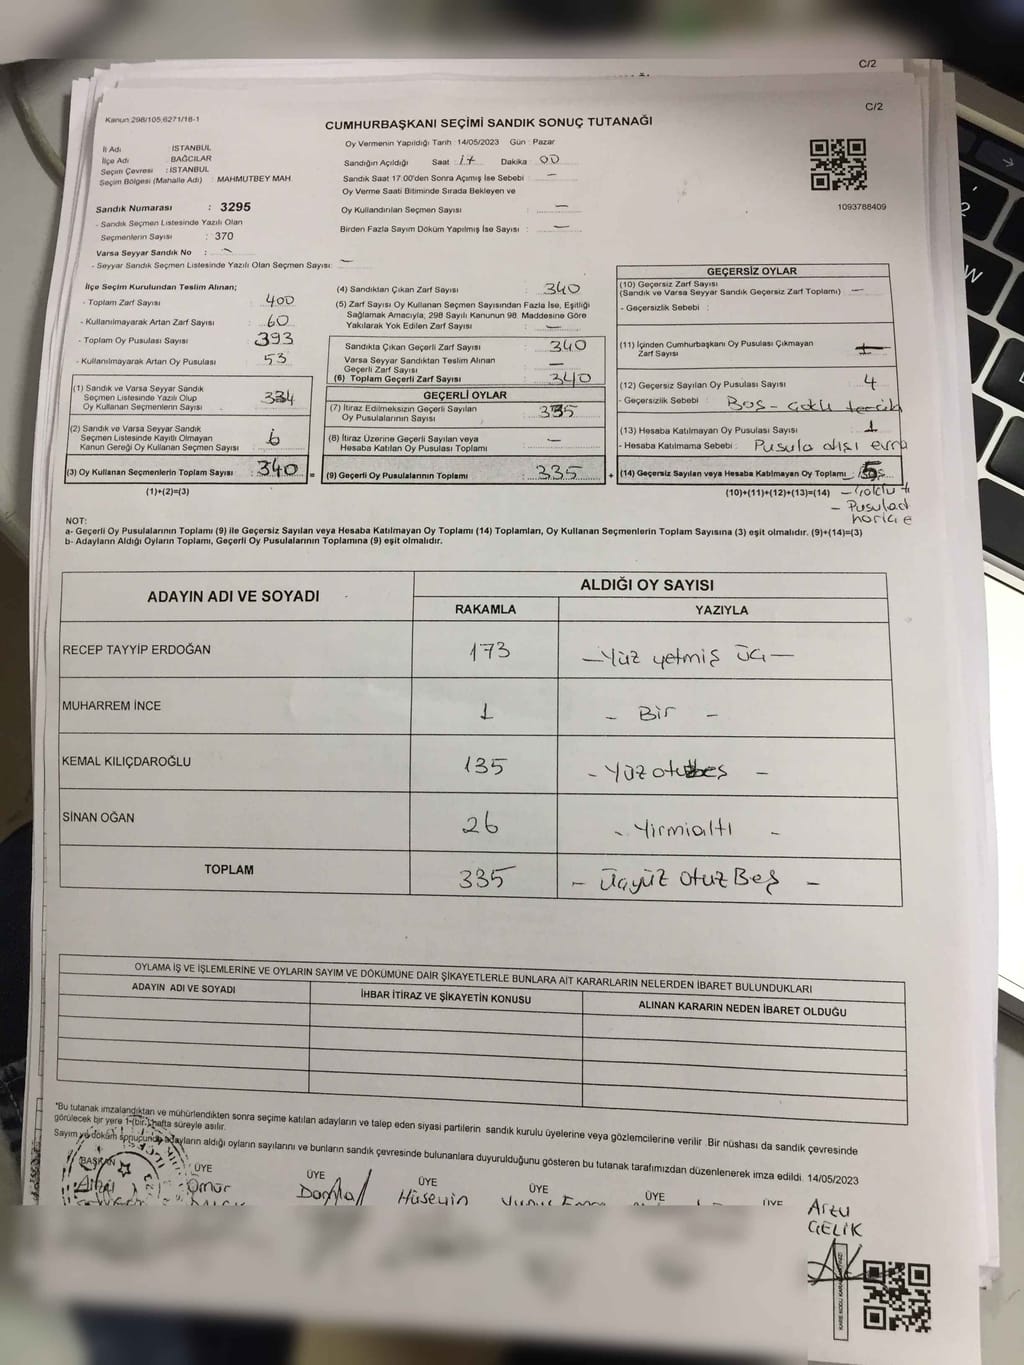 C/2
C/2
Kanun:298/105,6271/18-1
CUMHURBAŞKANI SEÇİMİ SANDIK SONUÇ TUTANAĞI
İl Adı : İSTANBUL
İlçe Adı : BAĞCILAR
Seçim Çevresi : İSTANBUL
Seçim Bölgesi (Mahalle Adı) : MAHMUTBEY MAH.
Sandık Numarası : 3295
- Sandık Seçmen Listesinde Yazılı Olan
Seçmenlerin Sayısı : 370
Varsa Seyyar Sandık No : -
- Seyyar Sandık Seçmen Listesinde Yazılı Olan Seçmen Sayısı: -
Oy Vermenin Yapıldığı Tarih : 14/05/2023 Gün : Pazar
Sandığın Açıldığı Saat : 17 Dakika : 00
Sandık Saat 17.00'den Sonra Açımış İse Sebebi : -
Oy Verme Saati Bitiminde Sırada Bekleyen ve
Oy Kullandırılan Seçmen Sayısı : -
Birden Fazla Sayım Döküm Yapılmış İse Sayısı : -
1093788409
İlçe Seçim Kurulundan Teslim Alınan;
- Toplam Zarf Sayısı : 400
- Kullanılmayarak Artan Zarf Sayısı : 60
- Toplam Oy Pusulası Sayısı : 393
- Kullanılmayarak Artan Oy Pusulası : 53
(1) Sandık ve Varsa Seyyar Sandık
Seçmen Listesinde Yazılı Olup
Oy Kullanan Seçmenlerin Sayısı : 334
(2) Sandık ve Varsa Seyyar Sandık
Seçmen Listesinde Kayıtlı Olmayan
Kanun Gereği Oy Kullanan Seçmen Sayısı : 6
(3) Oy Kullanan Seçmenlerin Toplam Sayısı : 340
(1)+(2)=(3)
(4) Sandıktan Çıkan Zarf Sayısı : 340
(5) Zarf Sayısı Oy Kullanan Seçmen Sayısından Fazla İse, Eşitliği
Sağlamak Amacıyla; 298 Sayılı Kanunun 98. Maddesine Göre
Yakılarak Yok Edilen Zarf Sayısı : -
Sandıkta Çıkan Geçerli Zarf Sayısı : 340
Varsa Seyyar Sandıktan Teslim Alınan
Geçerli Zarf Sayısı : -
(6) Toplam Geçerli Zarf Sayısı : 340
GEÇERLİ OYLAR
(7) İtiraz Edilmeksizin Geçerli Sayılan
Oy Pusulalarının Sayısı : 335
(8) İtiraz Üzerine Geçerli Sayılan veya
Hesaba Katılan Oy Pusulası Toplamı : -
= (9) Geçerli Oy Pusulalarının Toplamı : 335
GEÇERSİZ OYLAR
(10) Geçersiz Zarf Sayısı
(Sandık ve Varsa Seyyar Sandık Geçersiz Zarf Toplamı) : -
- Geçersizlik Sebebi :
(11) İçinden Cumhurbaşkanı Oy Pusulası Çıkmayan
Zarf Sayısı :
(12) Geçersiz Sayılan Oy Pusulası Sayısı : 4
- Geçersizlik Sebebi : Boş - çoklu tercih
(13) Hesaba Katılmayan Oy Pusulası Sayısı : 1
- Hesaba Katılmama Sebebi : Pusula dışı evra
+ (14) Geçersiz Sayılan veya Hesaba Katılmayan Oy Toplamı : 5
(10)+(11)+(12)+(13)=(14)
- Pusulad
harice
NOT:
a- Geçerli Oy Pusulalarının Toplamı (9) ile Geçersiz Sayılan veya Hesaba Katılmayan Oy Toplamı (14) Toplamları, Oy Kullanan Seçmenlerin Toplam Sayısına (3) eşit olmalıdır. (9)+(14)=(3)
b- Adayların Aldığı Oyların Toplamı, Geçerli Oy Pusulalarının Toplamına (9) eşit olmalıdır.
ADAYIN ADI VE SOYADI
ALDIĞI OY SAYISI
RAKAMLA YAZIYLA
RECEP TAYYİP ERDOĞAN 173 - Yüz yetmiş üç -
MUHARREM İNCE 1 - Bir -
KEMAL KILIÇDAROĞLU 135 - Yüz otuzbeş -
SİNAN OĞAN 26 - Yirmialtı -
TOPLAM 335 - Üçyüz otuz Beş -
OYLAMA İŞ VE İŞLEMLERİNE VE OYLARIN SAYIM VE DÖKÜMÜNE DAİR ŞİKAYETLERLE BUNLARA AİT KARARLARIN NELERDEN İBARET BULUNDUKLARI
ADAYIN ADI VE SOYADI
İHBAR İTİRAZ VE ŞİKAYETİN KONUSU
ALINAN KARARIN NEDEN İBARET OLDUĞU
"Bu tutanak imzalandıktan ve mühürlendikten sonra seçime katılan adayların ve talep eden siyasi partilerin sandık kurulu üyelerine veya gözlemcilerine verilir .Bir nüshası da sandık çevresinde
görülecek bir yere 1-(bir) hafta süreyle asılır.
Sayım ve döküm sonucunda adayların aldığı oyların sayılarını ve bunların sandık çevresinde bulunanlara duyurulduğunu gösteren bu tutanak tarafımızdan düzenlenerek imza edildi. 14/05/2023
BAŞKAN ÜYE ÜYE ÜYE ÜYE ÜYE ÜYE
Ömür Hüseyin
Arzu
ÇELİK